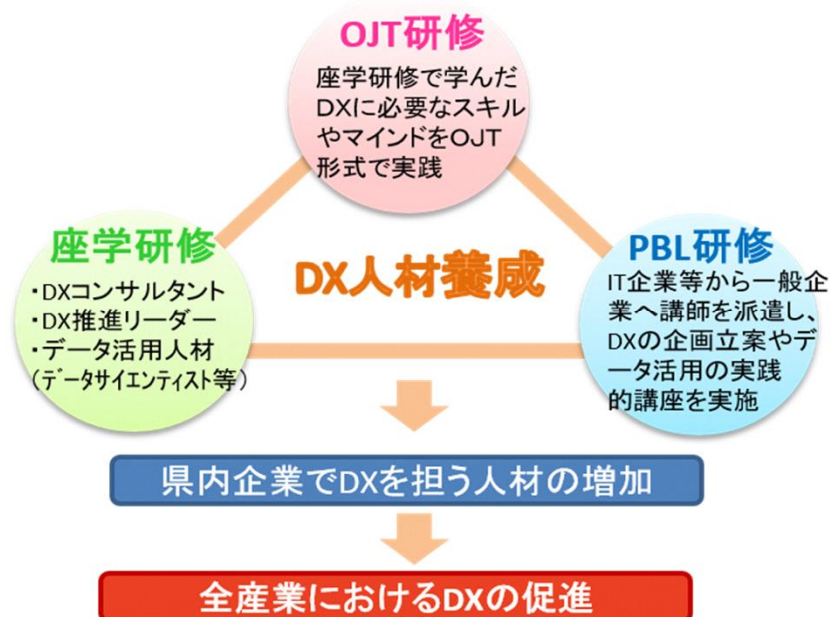 OJT研修
座学研修で学んだ
DXに必要なスキル
やマインドをOJT
形式で実践
座学研修
・DXコンサルタント
・DX推進リーダー
・データ活用人材
(データサイエンティスト等)
DX人材養成
PBL研修
IT企業等から一般企
業へ講師を派遣し、
DXの企画立案やデ
ータ活用の実践
的講座を実施
県内企業でDXを担う人材の増加
全産業におけるDXの促進